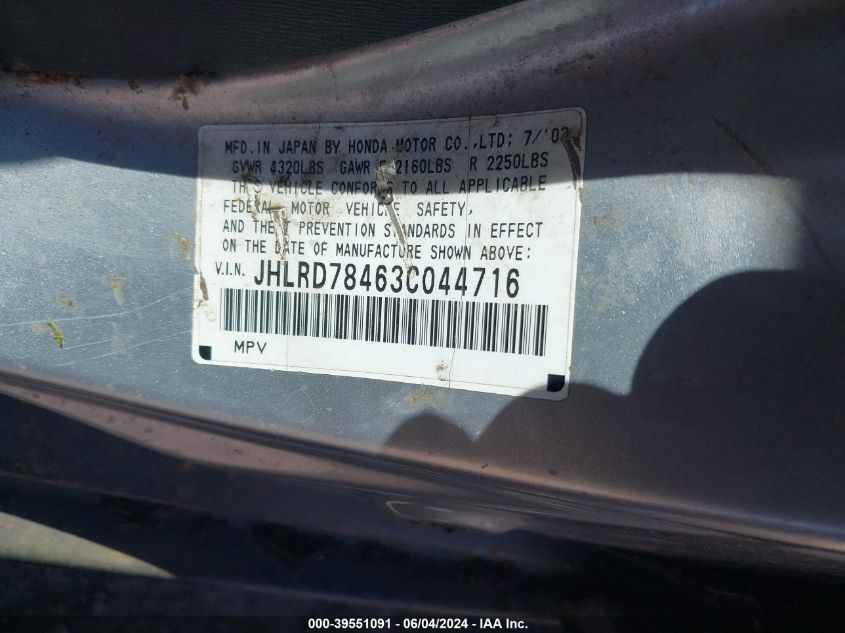 MFD. IN JAPAN BY HONDA MOTOR CO.,LTD; 7/'03
GVWR 4320LBS GAWR F 2160LBS R 2250LBS
THIS VEHICLE CONFORMS TO ALL APPLICABLE
FEDERAL MOTOR VEHICLE SAFETY,
AND THEFT PREVENTION STANDARDS IN EFFECT
ON THE DATE OF MANUFACTURE SHOWN ABOVE:
V.I.N. JHLRD78463C044716
MPV
000-39551091 - 06/04/2024 - IAA Inc.